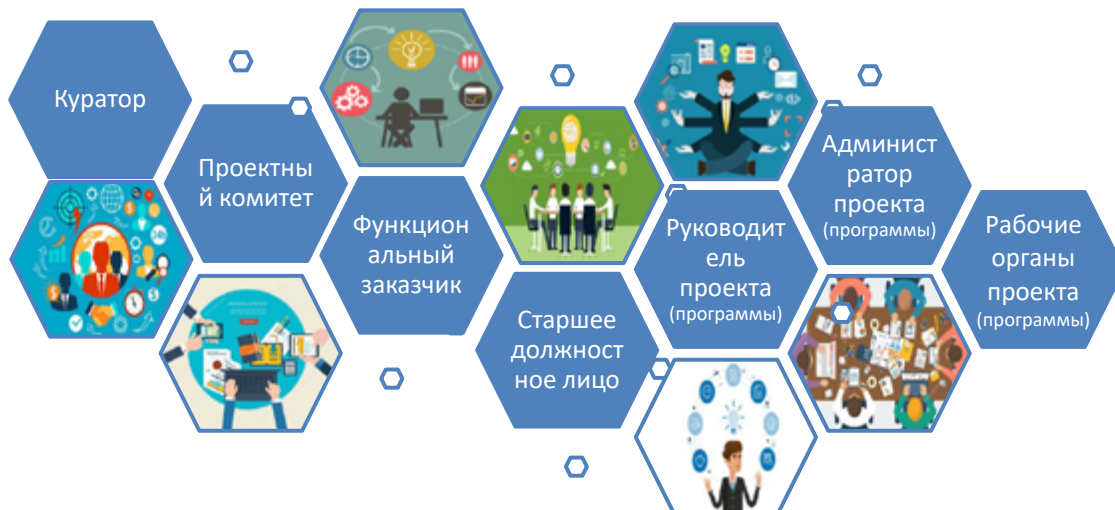 Куратор
Проектны
й комитет
Функцион
альный
заказчик
Старшее
должност
ное лицо
Руководит
ель
проекта
(программы)
Админист
ратор
проекта
(программы)
Рабочие
органы
проекта
(программы)